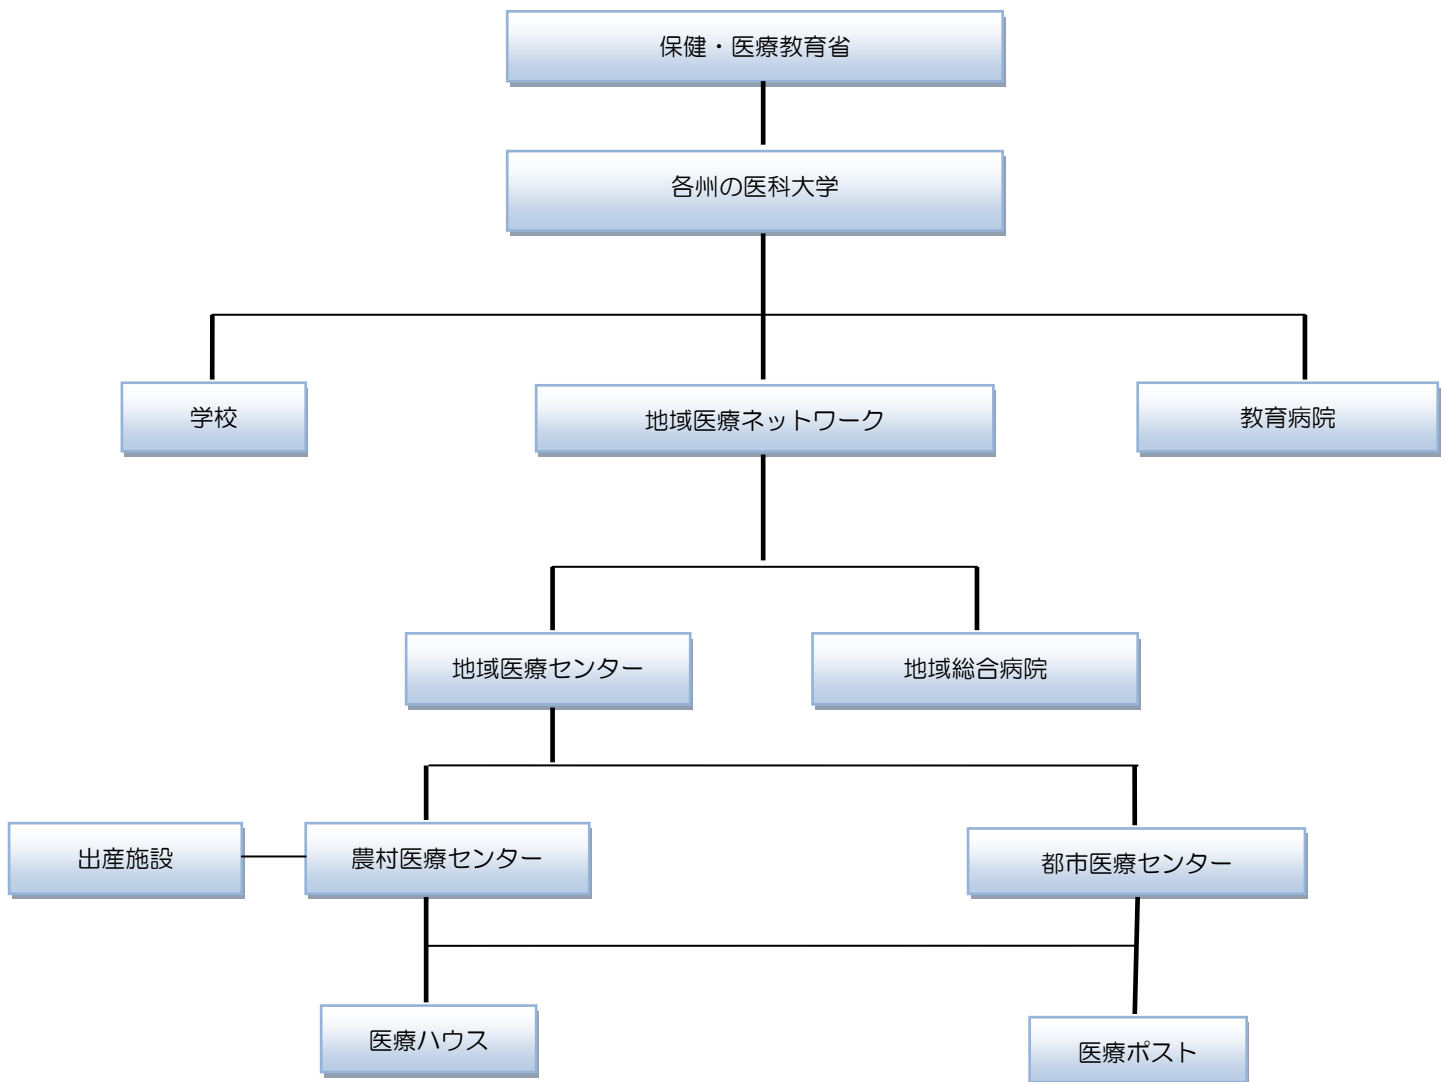 保健・医療教育省
各州の医科大学
学校
地域医療ネットワーク
教育病院
地域医療センター
地域総合病院
出産施設
農村医療センター
都市医療センター
医療ハウス
医療ポスト